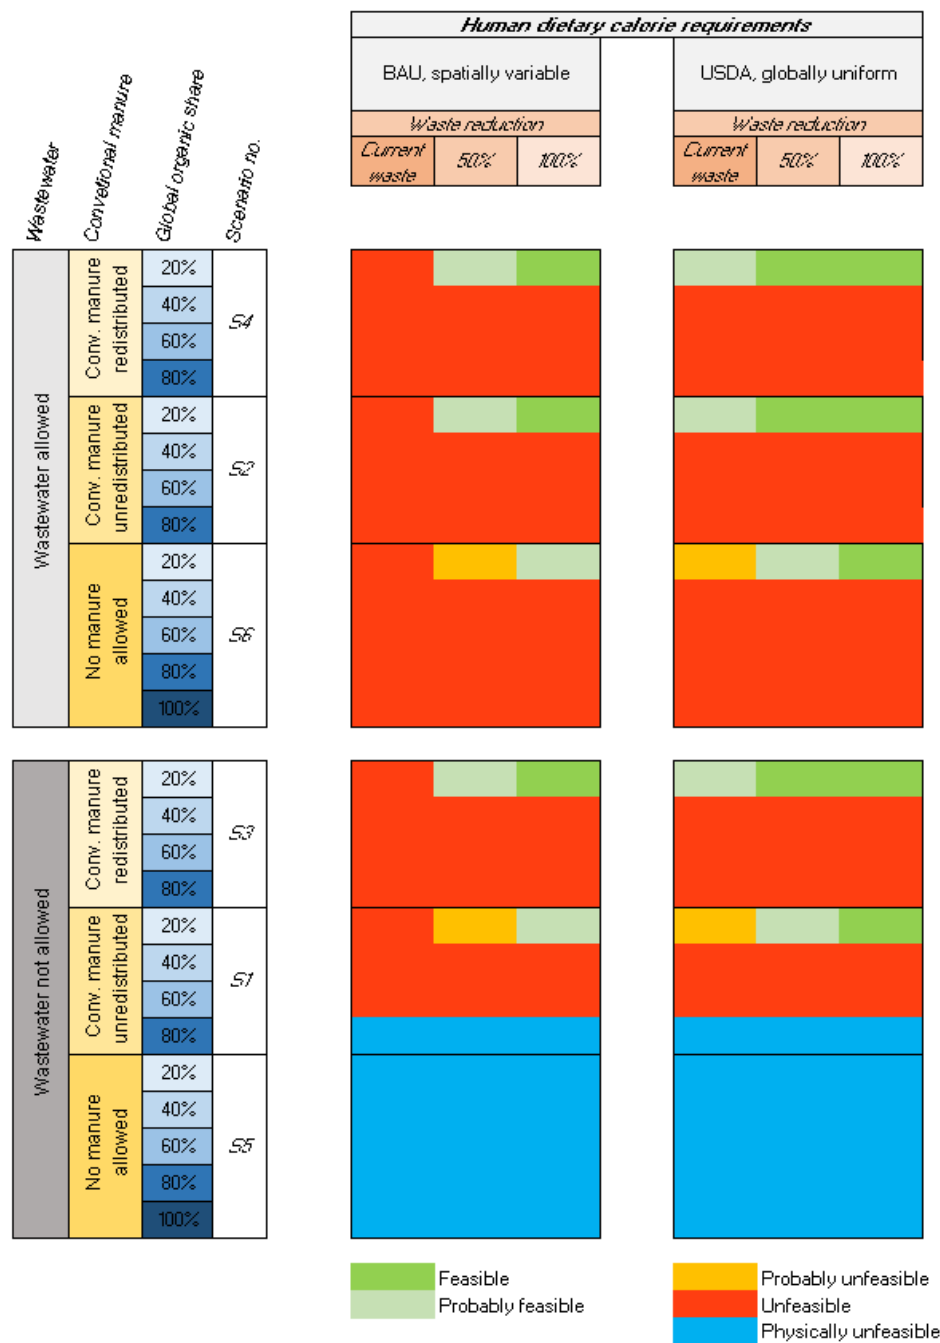 Human dietary calorie requirements
BAU, spatially variable
USDA, globally uniform
Waste reduction
Waste reduction
Current waste
50%
100%
Current waste
50%
100%
Wastewater
Convetional manure
Global organic share
Scenario no.
Wastewater allowed
Conv. manure
redistributed
20%
40%
60%
80%
S4
Conv. manure
unredistributed
20%
40%
60%
80%
S2
No manure
allowed
20%
40%
60%
80%
100%
S6
Wastewater not allowed
Conv. manure
redistributed
20%
40%
60%
80%
S3
Conv. manure
unredistributed
20%
40%
60%
80%
S1
No manure
allowed
20%
40%
60%
80%
100%
S5
Feasible
Probably feasible
Probably unfeasible
Unfeasible
Physically unfeasible